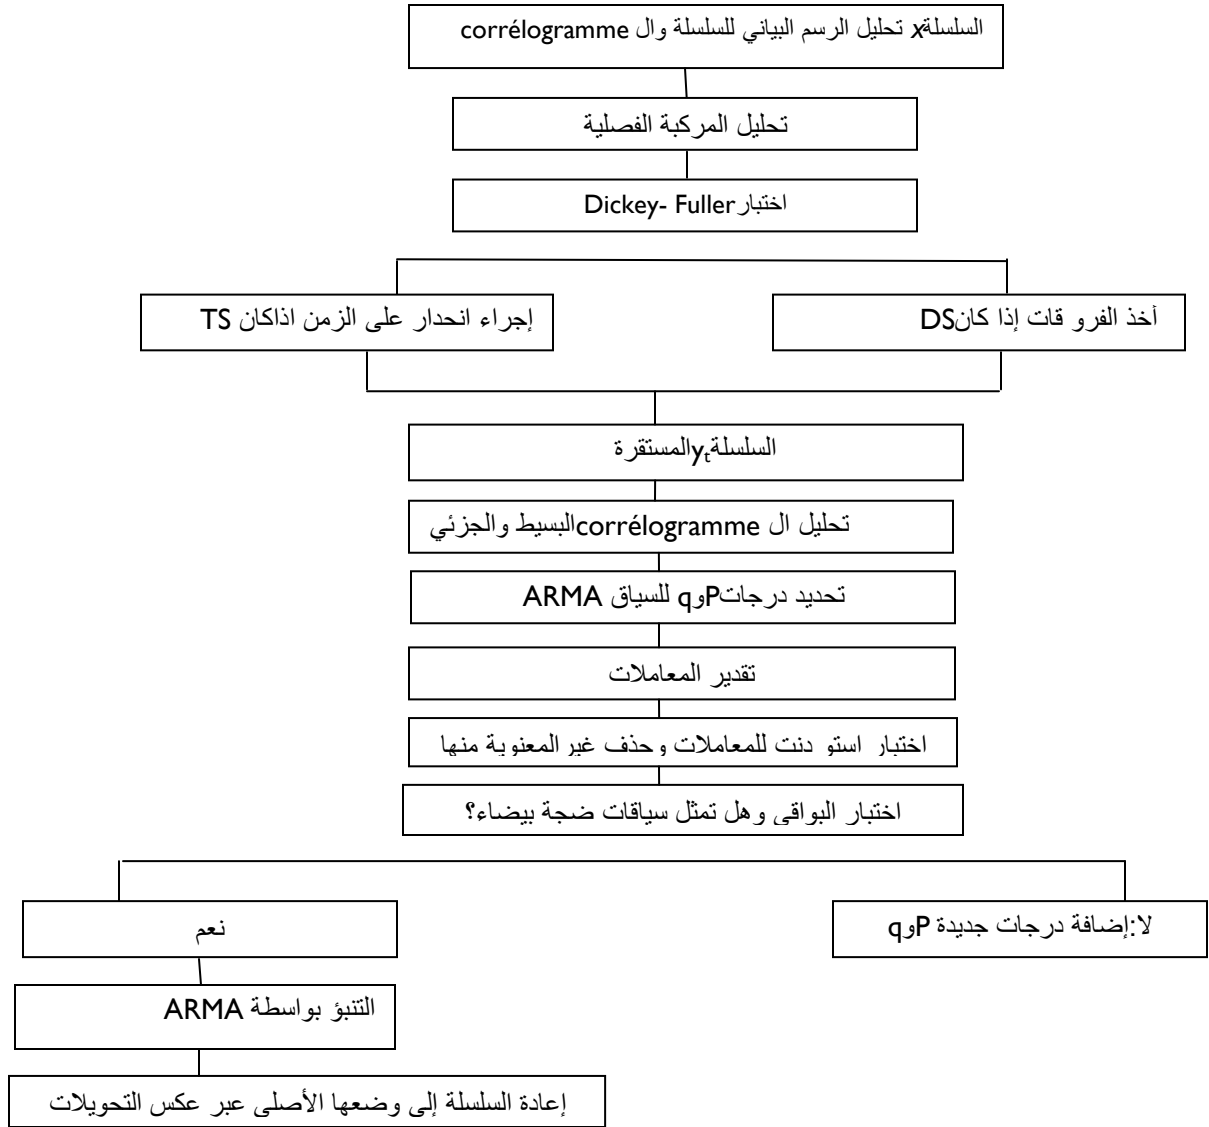 السلسلةx تحليل الرسم البياني للسلسلة وال corrélogramme
تحليل المركبة الفصلية
اختبارDickey- Fuller
أخذ الفرو قات إذا كانDS
إجراء انحدار على الزمن اذاكان TS
السلسلةytالمستقرة
تحليل ال corrélogrammeالبسيط والجزئي
تحديد درجاتPوq للسياق ARMA
تقدير المعاملات
اختبار استو دنت للمعاملات وحذف غير المعنوية منها
اختبار البواقي وهل تمثل سياقات ضجة بيضاء؟
لا:إضافة درجات جديدة Pوq
نعم
التنبؤ بواسطة ARMA
إعادة السلسلة إلى وضعها الأصلي عبر عكس التحويلات